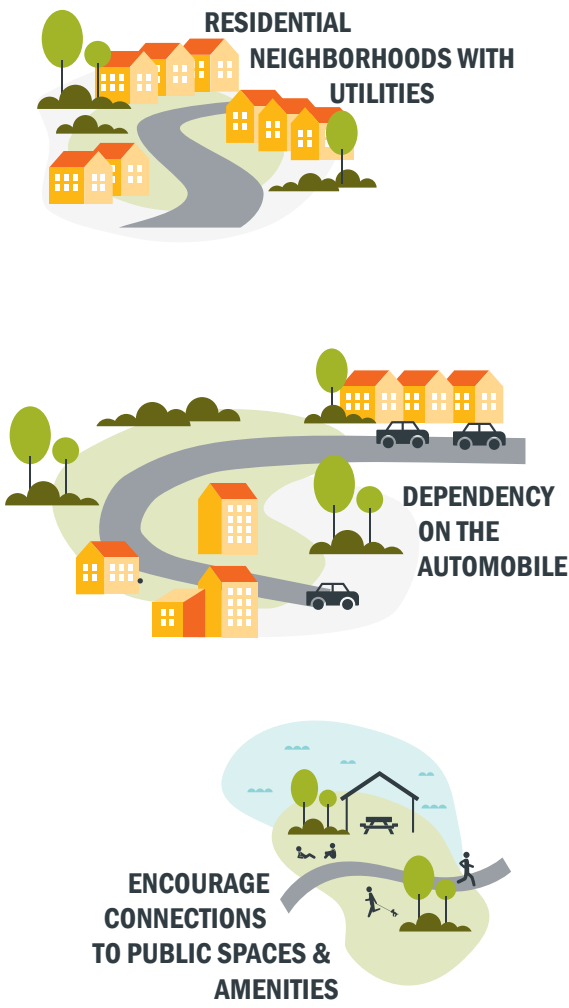 RESIDENTIAL
NEIGHBORHOODS WITH
UTILITIES
DEPENDENCY
ON THE
AUTOMOBILE
ENCOURAGE
CONNECTIONS
TO PUBLIC SPACES &
AMENITIES